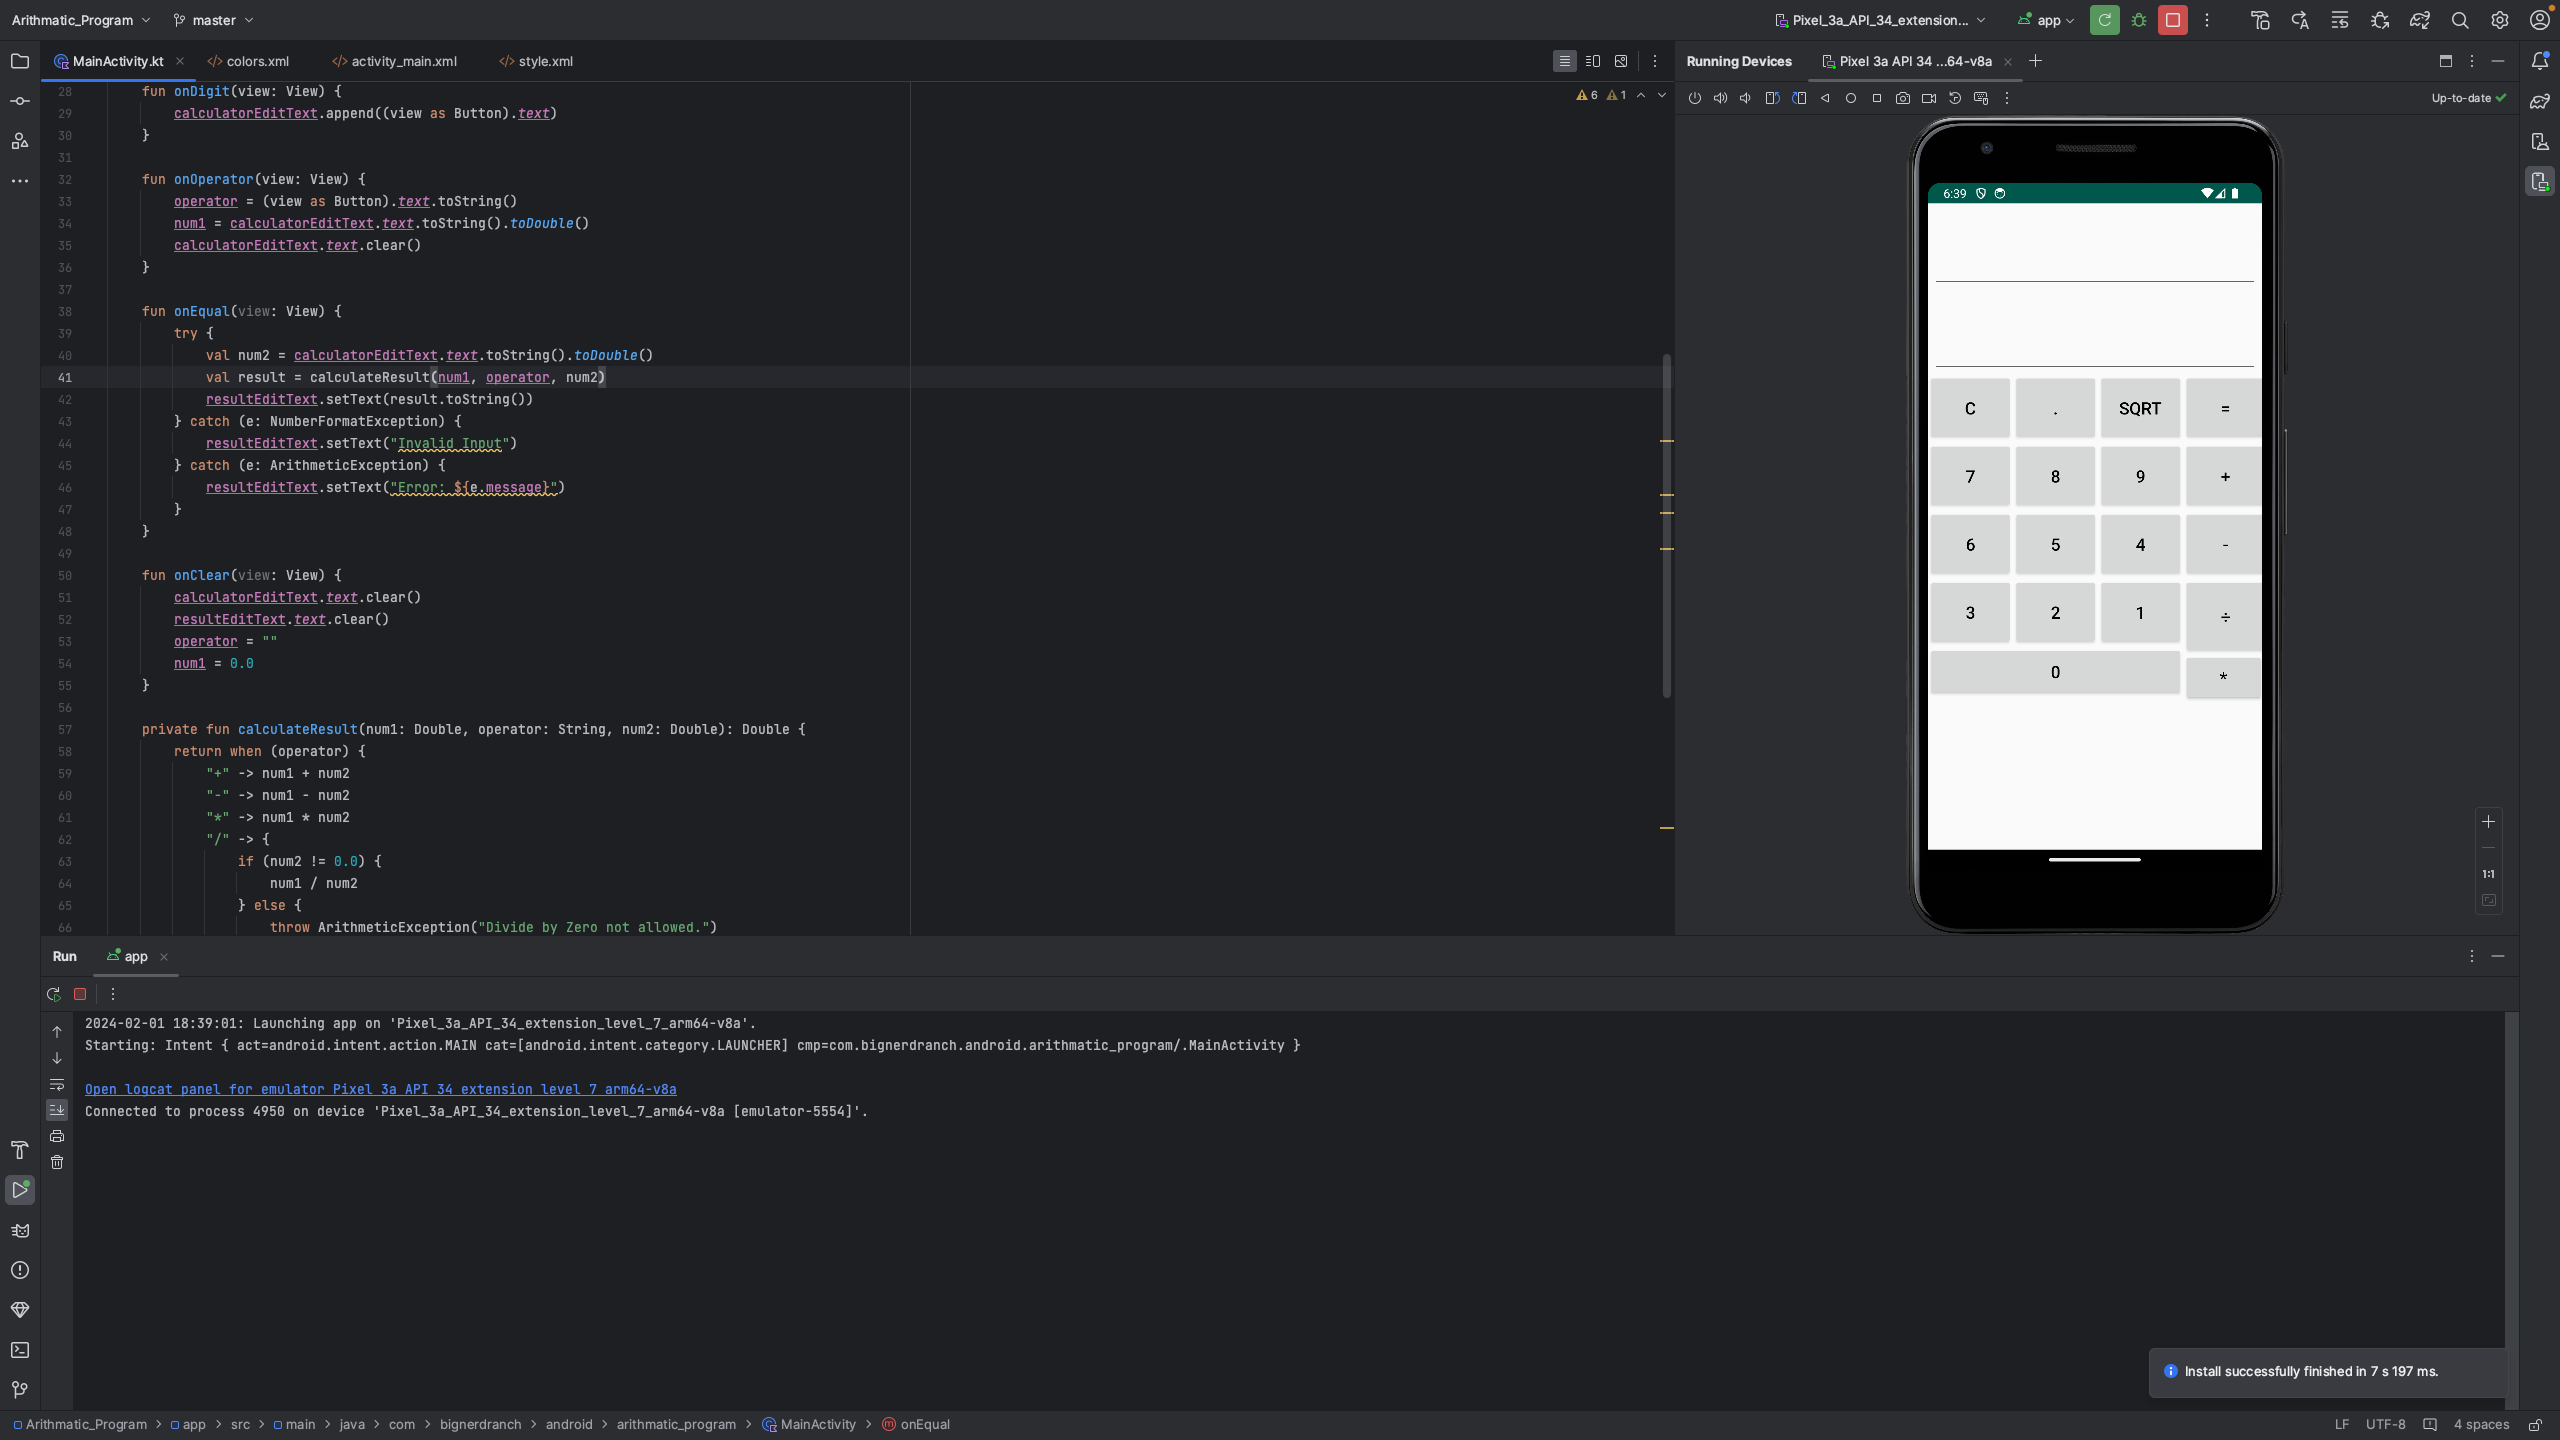 Arithmatic_Program master Pixel_3a_API_34_extension... app
MainActivity.kt colors.xml activity_main.xml style.xml Running Devices Pixel 3a API 34 ...64-v8a
6 1 Up-to-date
28 fun onDigit(view: View) {
29 calculatorEditText.append((view as Button).text)
30 }
31
32 fun onOperator(view: View) {
33 operator = (view as Button).text.toString()
34 num1 = calculatorEditText.text.toString().toDouble()
35 calculatorEditText.text.clear()
36 }
37
38 fun onEqual(view: View) {
39 try {
40 val num2 = calculatorEditText.text.toString().toDouble()
41 val result = calculateResult(num1, operator, num2)
42 resultEditText.setText(result.toString())
43 } catch (e: NumberFormatException) {
44 resultEditText.setText("Invalid Input")
45 } catch (e: ArithmeticException) {
46 resultEditText.setText("Error: ${e.message}")
47 }
48 }
49
50 fun onClear(view: View) {
51 calculatorEditText.text.clear()
52 resultEditText.text.clear()
53 operator = ""
54 num1 = 0.0
55 }
56
57 private fun calculateResult(num1: Double, operator: String, num2: Double): Double {
58 return when (operator) {
59 "+" -> num1 + num2
60 "-" -> num1 - num2
61 "*" -> num1 * num2
62 "/" -> {
63 if (num2 != 0.0) {
64 num1 / num2
65 } else {
66 throw ArithmeticException("Divide by Zero not allowed.")
6:39
C . SQRT =
7 8 9 +
6 5 4 -
3 2 1 ÷
0 *
1:1
Run app
2024-02-01 18:39:01: Launching app on 'Pixel_3a_API_34_extension_level_7_arm64-v8a'.
Starting: Intent { act=android.intent.action.MAIN cat=[android.intent.category.LAUNCHER] cmp=com.bignerdranch.android.arithmatic_program/.MainActivity }
Open logcat panel for emulator Pixel 3a API 34 extension level 7 arm64-v8a
Connected to process 4950 on device 'Pixel_3a_API_34_extension_level_7_arm64-v8a [emulator-5554]'.
Install successfully finished in 7 s 197 ms.
Arithmatic_Program > app > src > main > java > com > bignerdranch > android > arithmatic_program > MainActivity > onEqual LF UTF-8 4 spaces